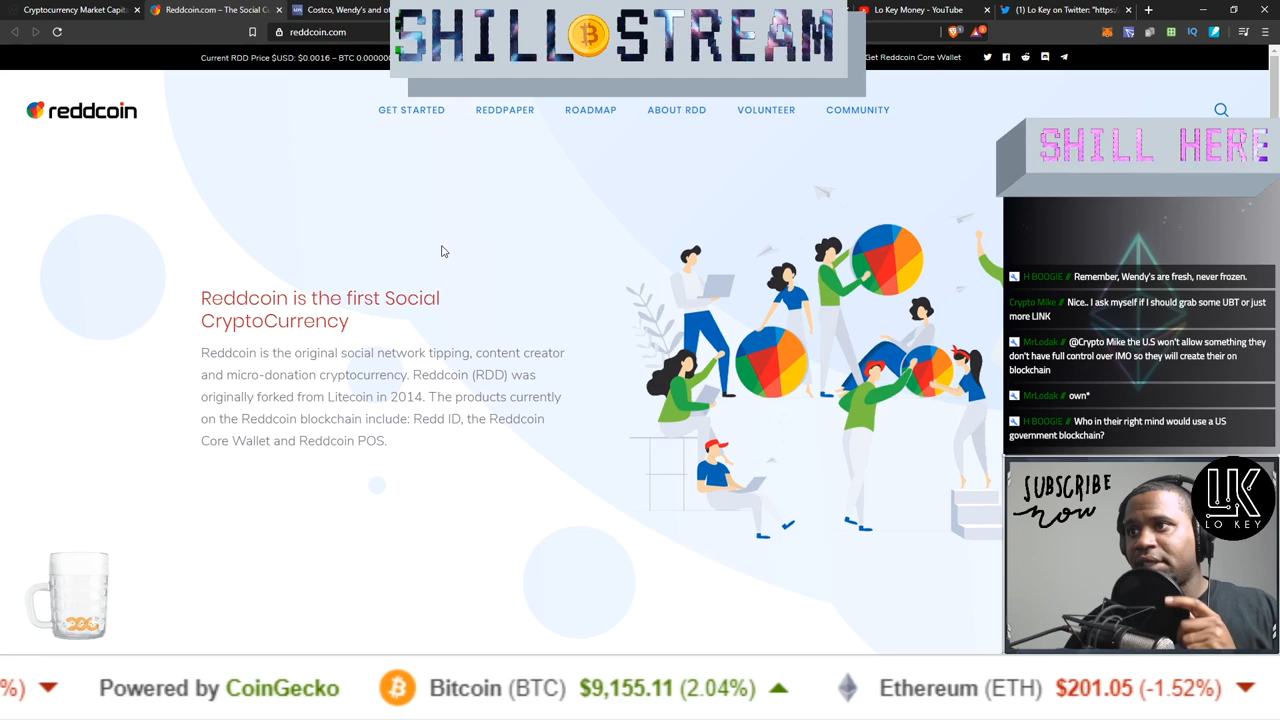 Cryptocurrency Market Capit
Reddcoin.com – The Social C
Costco, Wendy's and ot
Lo Key Money - YouTube
(1) Lo Key on Twitter: "https:/
reddcoin.com
SHILL STREAM
Current RDD Price $USD: $0.0016 – BTC 0.000000
Get Reddcoin Core Wallet
reddcoin
GET STARTED
REDDPAPER
ROADMAP
ABOUT RDD
VOLUNTEER
COMMUNITY
SHILL HERE
Reddcoin is the first Social
CryptoCurrency
Reddcoin is the original social network tipping, content creator
and micro-donation cryptocurrency. Reddcoin (RDD) was
originally forked from Litecoin in 2014. The products currently
on the Reddcoin blockchain include: Redd ID, the Reddcoin
Core Wallet and Reddcoin POS.
H BOOGIE // Remember, Wendy's are fresh, never frozen.
Crypto Mike // Nice.. I ask myself if I should grab some UBT or just
more LINK
MrLodak // @Crypto Mike the U.S won't allow something they
don't have full control over IMO so they will create their on
blockchain
MrLodak // own*
H BOOGIE // Who in their right mind would use a US
government blockchain?
SUBSCRIBE
now
LK
LO KEY
%)
Powered by CoinGecko
Bitcoin (BTC) $9,155.11 (2.04%)
Ethereum (ETH) $201.05 (-1.52%)